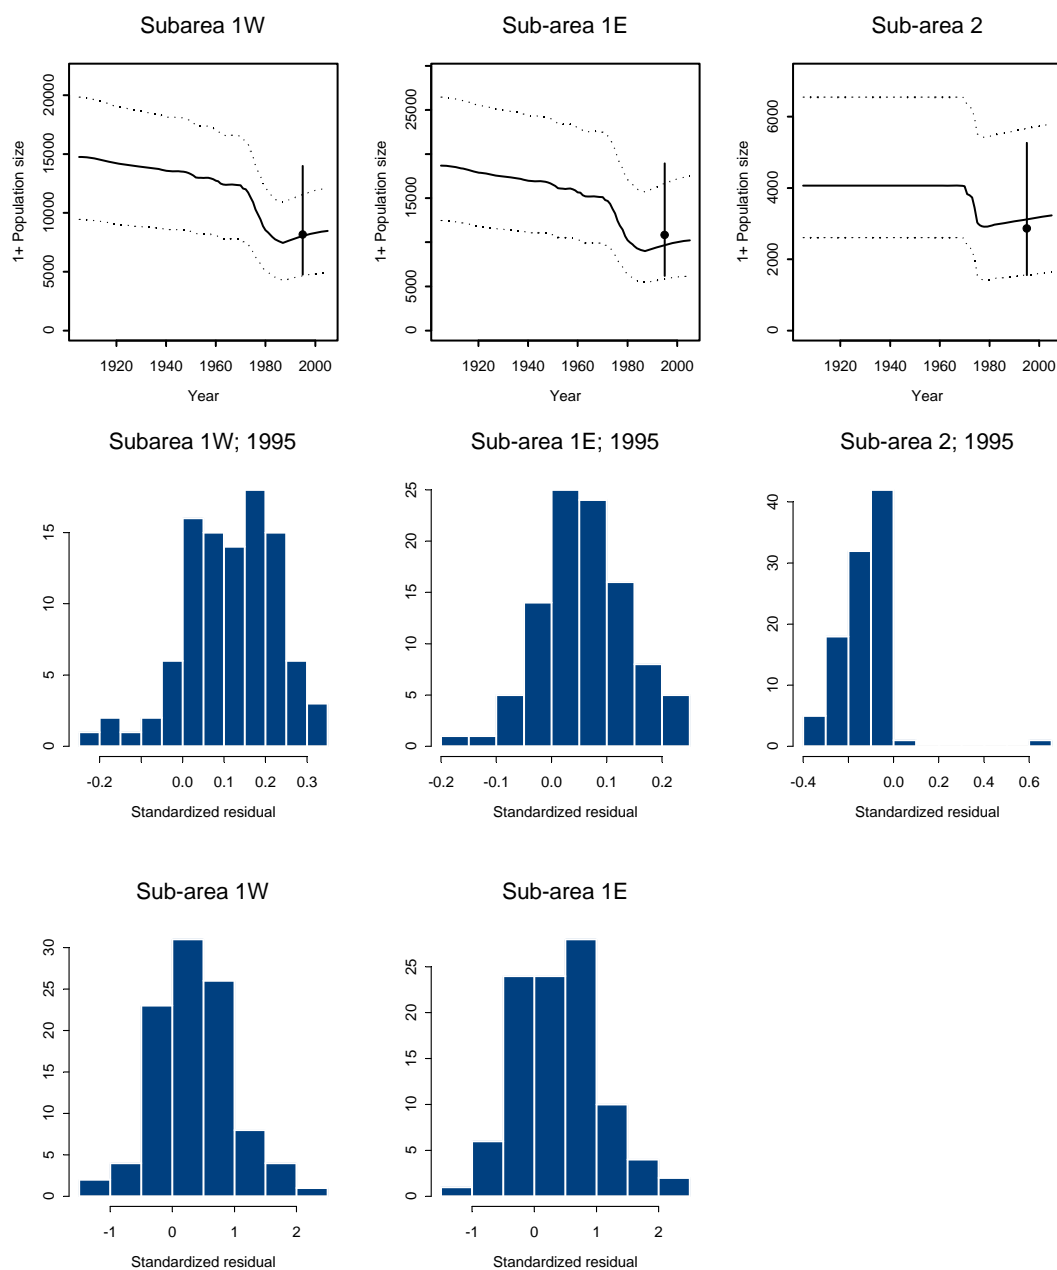 Subarea 1W
Sub-area 1E
Sub-area 2
1+ Population size
0 5000 10000 15000 20000
1920 1940 1960 1980 2000
Year
1+ Population size
0 5000 15000 25000
1920 1940 1960 1980 2000
Year
1+ Population size
0 2000 4000 6000
1920 1940 1960 1980 2000
Year
Subarea 1W; 1995
Sub-area 1E; 1995
Sub-area 2; 1995
0 5 10 15
-0.2 0.0 0.1 0.2 0.3
Standardized residual
0 5 10 15 20 25
-0.2 -0.1 0.0 0.1 0.2
Standardized residual
0 10 20 30 40
-0.4 0.0 0.2 0.4 0.6
Standardized residual
Sub-area 1W
Sub-area 1E
0 5 10 15 20 25 30
-1 0 1 2
Standardized residual
0 5 10 15 20 25
-1 0 1 2
Standardized residual